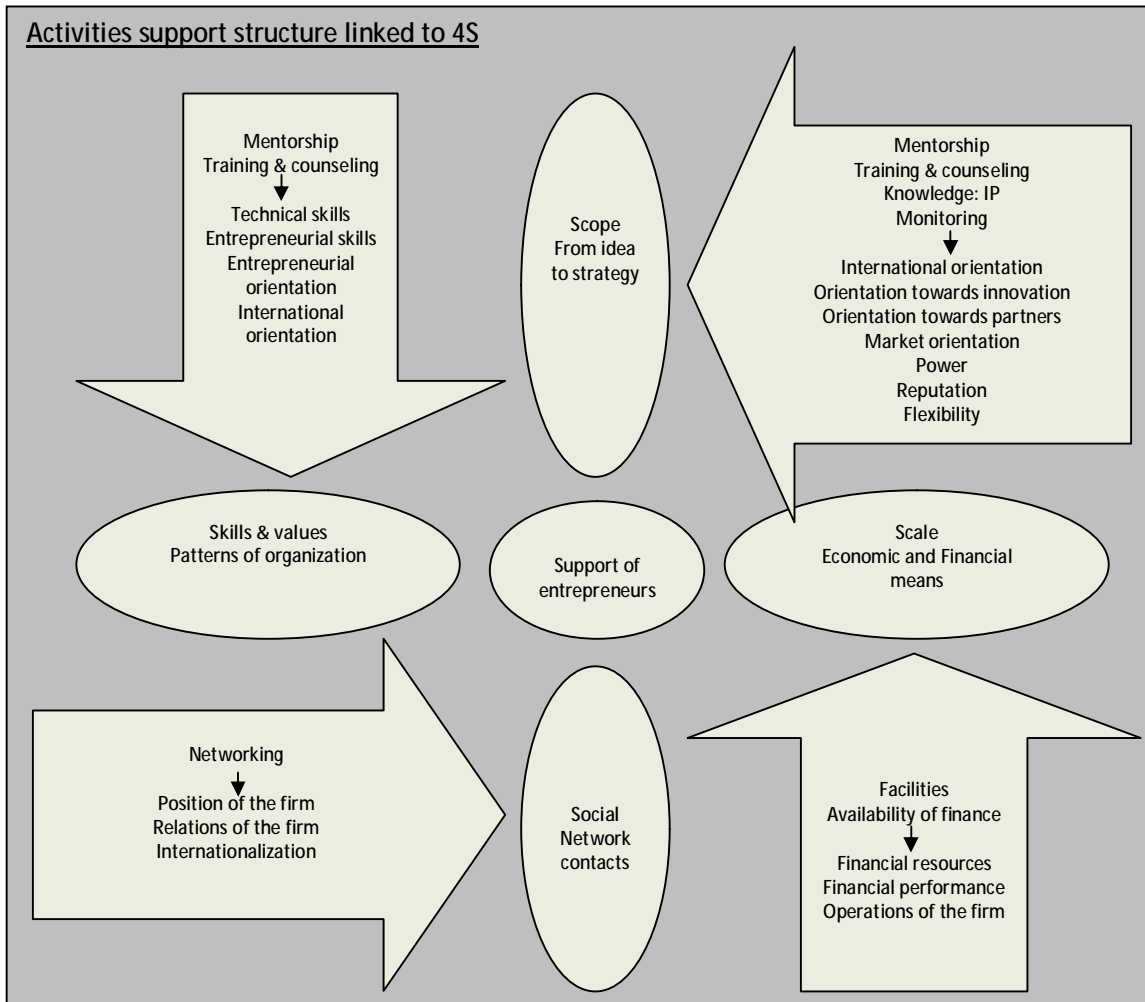 Activities support structure linked to 4S
Mentorship
Training & counseling
Technical skills
Entrepreneurial skills
Entrepreneurial
orientation
International
orientation
Scope
From idea
to strategy
Mentorship
Training & counseling
Knowledge: IP
Monitoring
International orientation
Orientation towards innovation
Orientation towards partners
Market orientation
Power
Reputation
Flexibility
Skills & values
Patterns of organization
Support of
entrepreneurs
Scale
Economic and Financial
means
Networking
Position of the firm
Relations of the firm
Internationalization
Social
Network
contacts
Facilities
Availability of finance
Financial resources
Financial performance
Operations of the firm